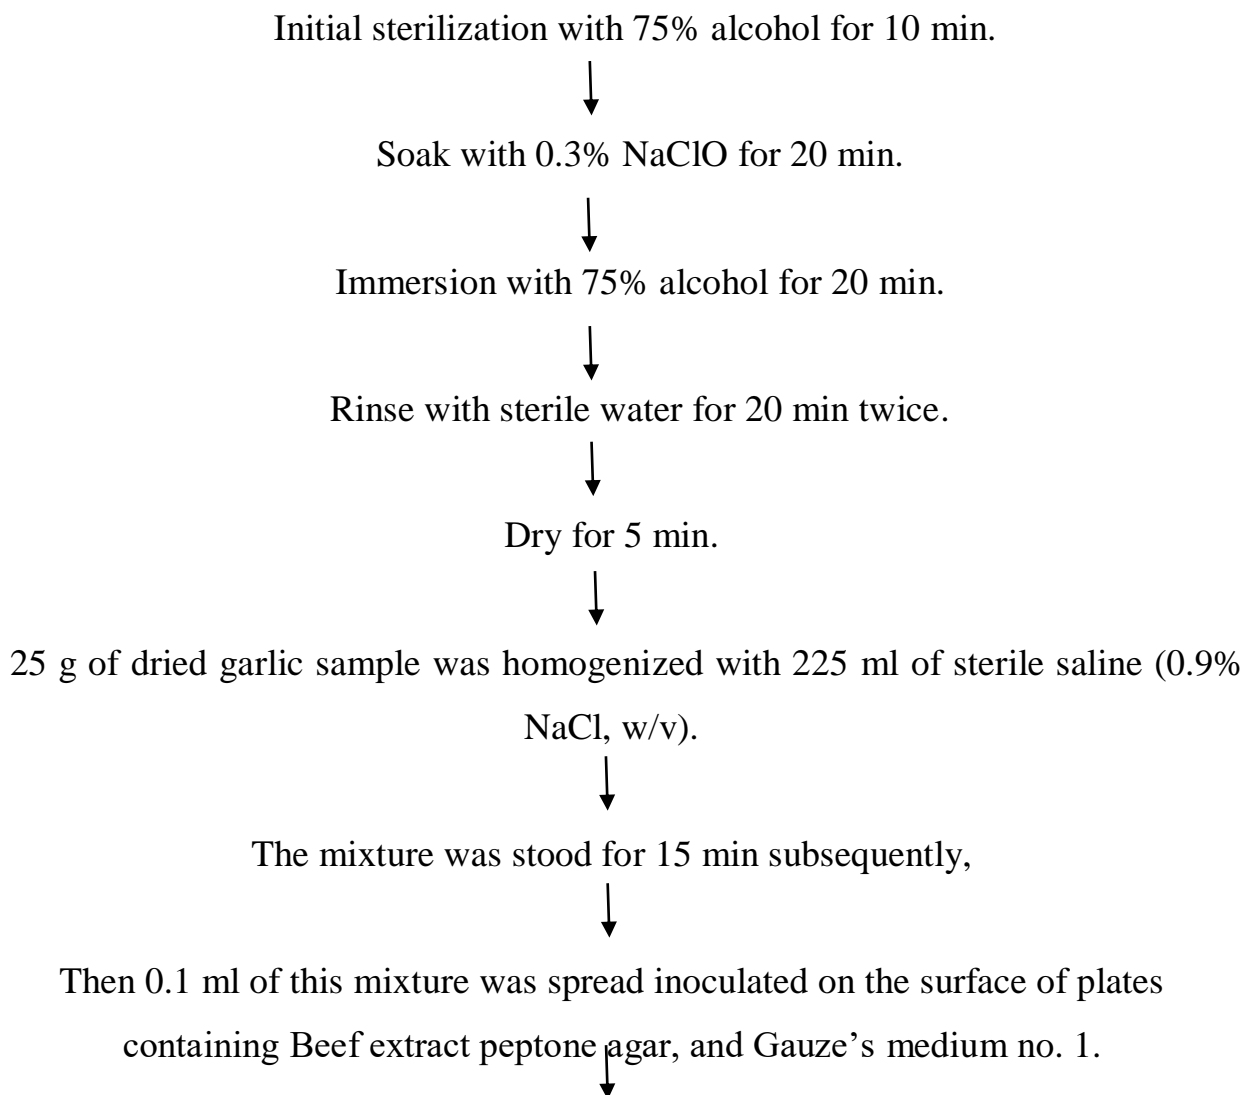 Initial sterilization with 75% alcohol for 10 min.
Soak with 0.3% NaClO for 20 min.
Immersion with 75% alcohol for 20 min.
Rinse with sterile water for 20 min twice.
Dry for 5 min.
25 g of dried garlic sample was homogenized with 225 ml of sterile saline (0.9%
NaCl, w/v).
The mixture was stood for 15 min subsequently,
Then 0.1 ml of this mixture was spread inoculated on the surface of plates
containing Beef extract peptone agar, and Gauze’s medium no. 1.